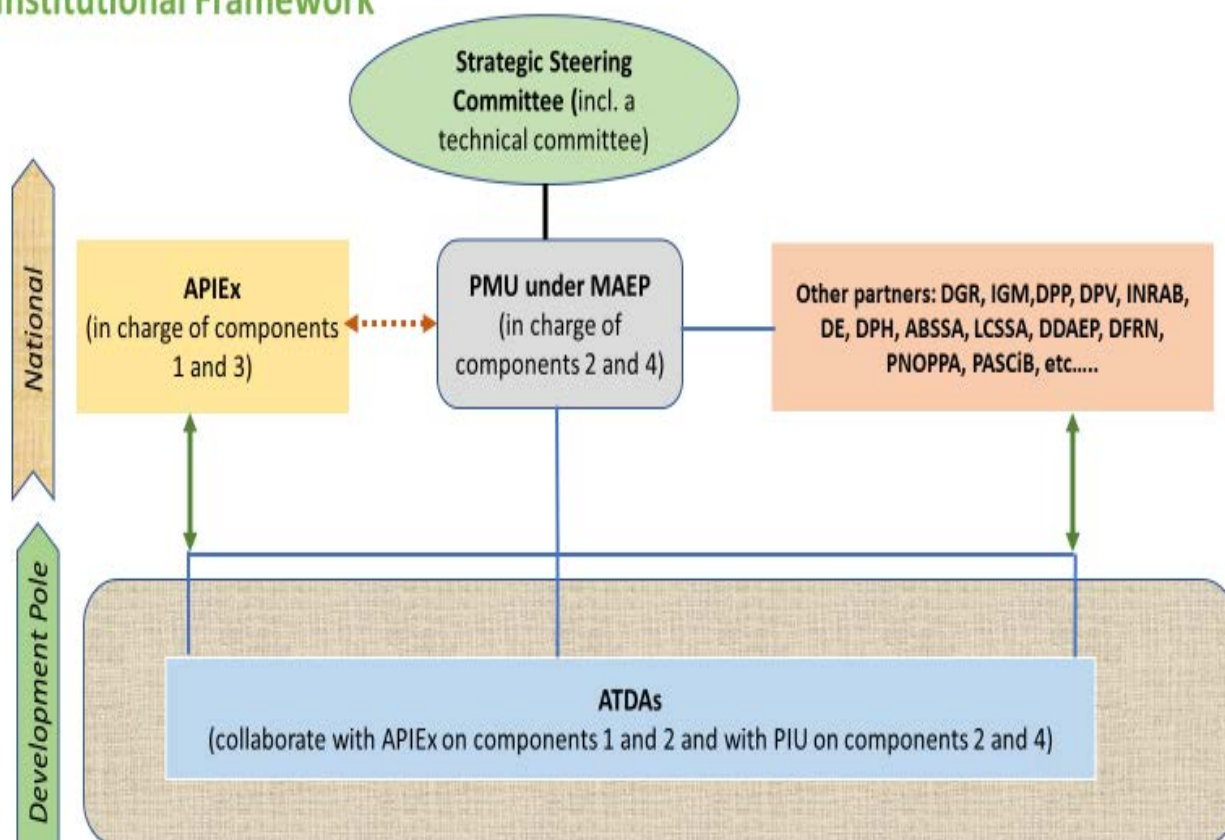 Institutional Framework
Strategic Steering
Committee (incl. a
technical committee)
National
APIEx
(in charge of components
1 and 3)
PMU under MAEP
(in charge of
components 2 and 4)
Other partners: DGR, IGM,DPP, DPV, INRAB,
DE, DPH, ABSSA, LCSSA, DDAEP, DFRN,
PNOPPA, PASCiB, etc.....
Development Pole
ATDAs
(collaborate with APIEx on components 1 and 2 and with PIU on components 2 and 4)